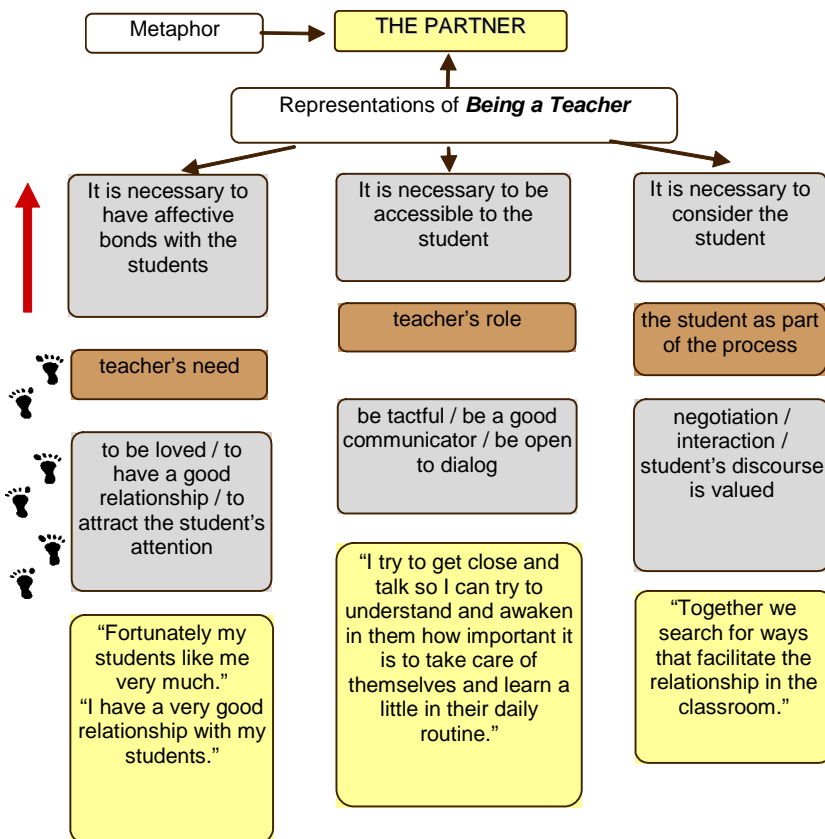 Metaphor
THE PARTNER
Representations of Being a Teacher
It is necessary to
have affective
bonds with the
students
teacher’s need
to be loved / to
have a good
relationship / to
attract the student’s
attention
“Fortunately my
students like me
very much.”
“I have a very good
relationship with my
students.”
It is necessary to be
accessible to the
student
teacher’s role
be tactful / be a good
communicator / be open
to dialog
“I try to get close and
talk so I can try to
understand and awaken
in them how important it
is to take care of
themselves and learn a
little in their daily
routine.”
It is necessary to
consider the
student
the student as part
of the process
negotiation /
interaction /
student’s discourse
is valued
“Together we
search for ways
that facilitate the
relationship in the
classroom.”